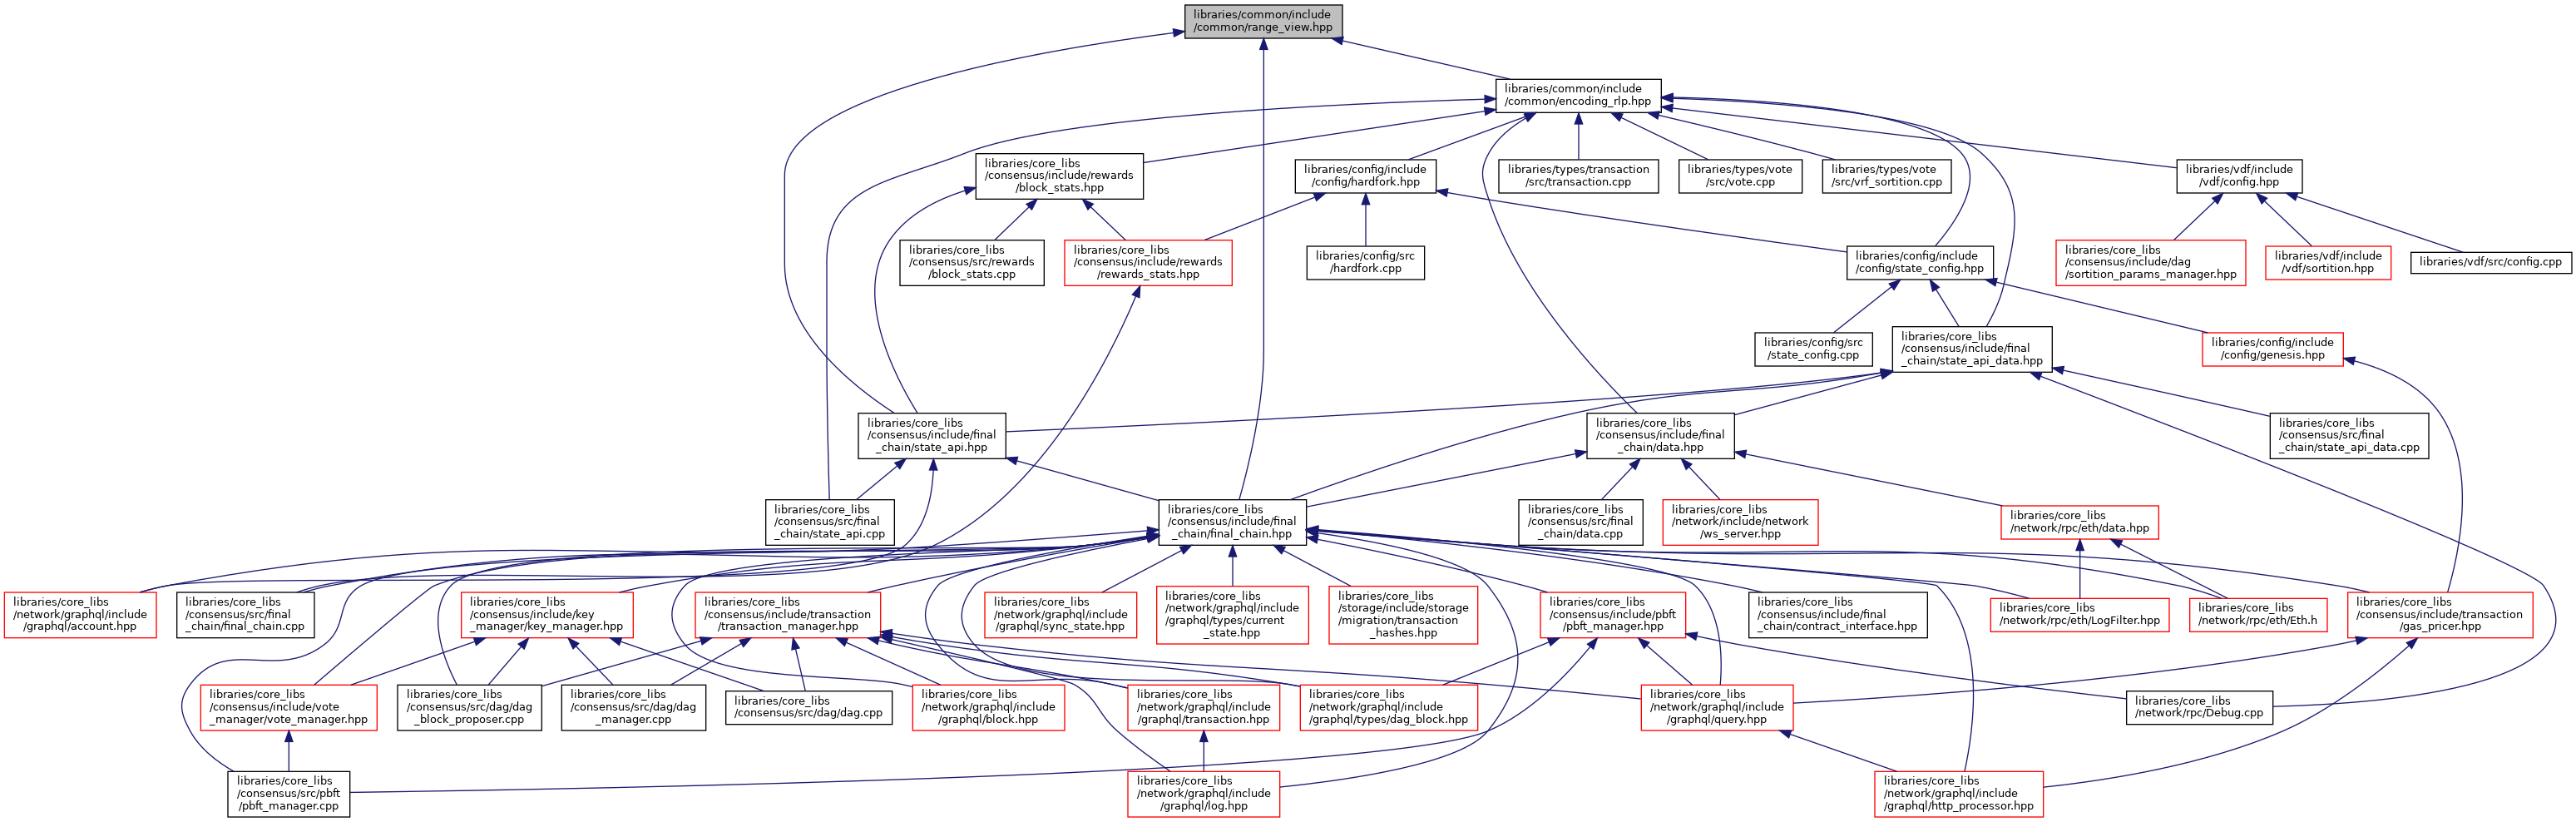 libraries/common/include
/common/range_view.hpp
libraries/common/include
/common/encoding_rlp.hpp
libraries/core_libs
/consensus/include/rewards
/block_stats.hpp
libraries/config/include
/config/hardfork.hpp
libraries/types/transaction
/src/transaction.cpp
libraries/types/vote
/src/vote.cpp
libraries/types/vote
/src/vrf_sortition.cpp
libraries/vdf/include
/vdf/config.hpp
libraries/core_libs
/consensus/src/rewards
/block_stats.cpp
libraries/core_libs
/consensus/include/rewards
/rewards_stats.hpp
libraries/config/src
/hardfork.cpp
libraries/config/include
/config/state_config.hpp
libraries/core_libs
/consensus/include/dag
/sortition_params_manager.hpp
libraries/vdf/include
/vdf/sortition.hpp
libraries/vdf/src/config.cpp
libraries/config/src
/state_config.cpp
libraries/core_libs
/consensus/include/final
_chain/state_api_data.hpp
libraries/config/include
/config/genesis.hpp
libraries/core_libs
/consensus/include/final
_chain/state_api.hpp
libraries/core_libs
/consensus/include/final
_chain/data.hpp
libraries/core_libs
/consensus/src/final
_chain/state_api_data.cpp
libraries/core_libs
/consensus/src/final
_chain/state_api.cpp
libraries/core_libs
/consensus/include/final
_chain/final_chain.hpp
libraries/core_libs
/consensus/src/final
_chain/data.cpp
libraries/core_libs
/network/include/network
/ws_server.hpp
libraries/core_libs
/network/rpc/eth/data.hpp
libraries/core_libs
/network/graphql/include
/graphql/account.hpp
libraries/core_libs
/consensus/src/final
_chain/final_chain.cpp
libraries/core_libs
/consensus/include/key
_manager/key_manager.hpp
libraries/core_libs
/consensus/include/transaction
/transaction_manager.hpp
libraries/core_libs
/network/graphql/include
/graphql/sync_state.hpp
libraries/core_libs
/network/graphql/include
/graphql/types/current
_state.hpp
libraries/core_libs
/storage/include/storage
/migration/transaction
_hashes.hpp
libraries/core_libs
/consensus/include/pbft
/pbft_manager.hpp
libraries/core_libs
/consensus/include/final
_chain/contract_interface.hpp
libraries/core_libs
/network/rpc/eth/LogFilter.hpp
libraries/core_libs
/network/rpc/eth/Eth.h
libraries/core_libs
/consensus/include/transaction
/gas_pricer.hpp
libraries/core_libs
/consensus/include/vote
_manager/vote_manager.hpp
libraries/core_libs
/consensus/src/dag/dag
_block_proposer.cpp
libraries/core_libs
/consensus/src/dag/dag
_manager.cpp
libraries/core_libs
/consensus/src/dag/dag.cpp
libraries/core_libs
/network/graphql/include
/graphql/block.hpp
libraries/core_libs
/network/graphql/include
/graphql/transaction.hpp
libraries/core_libs
/network/graphql/include
/graphql/types/dag_block.hpp
libraries/core_libs
/network/graphql/include
/graphql/query.hpp
libraries/core_libs
/network/rpc/Debug.cpp
libraries/core_libs
/consensus/src/pbft
/pbft_manager.cpp
libraries/core_libs
/network/graphql/include
/graphql/log.hpp
libraries/core_libs
/network/graphql/include
/graphql/http_processor.hpp